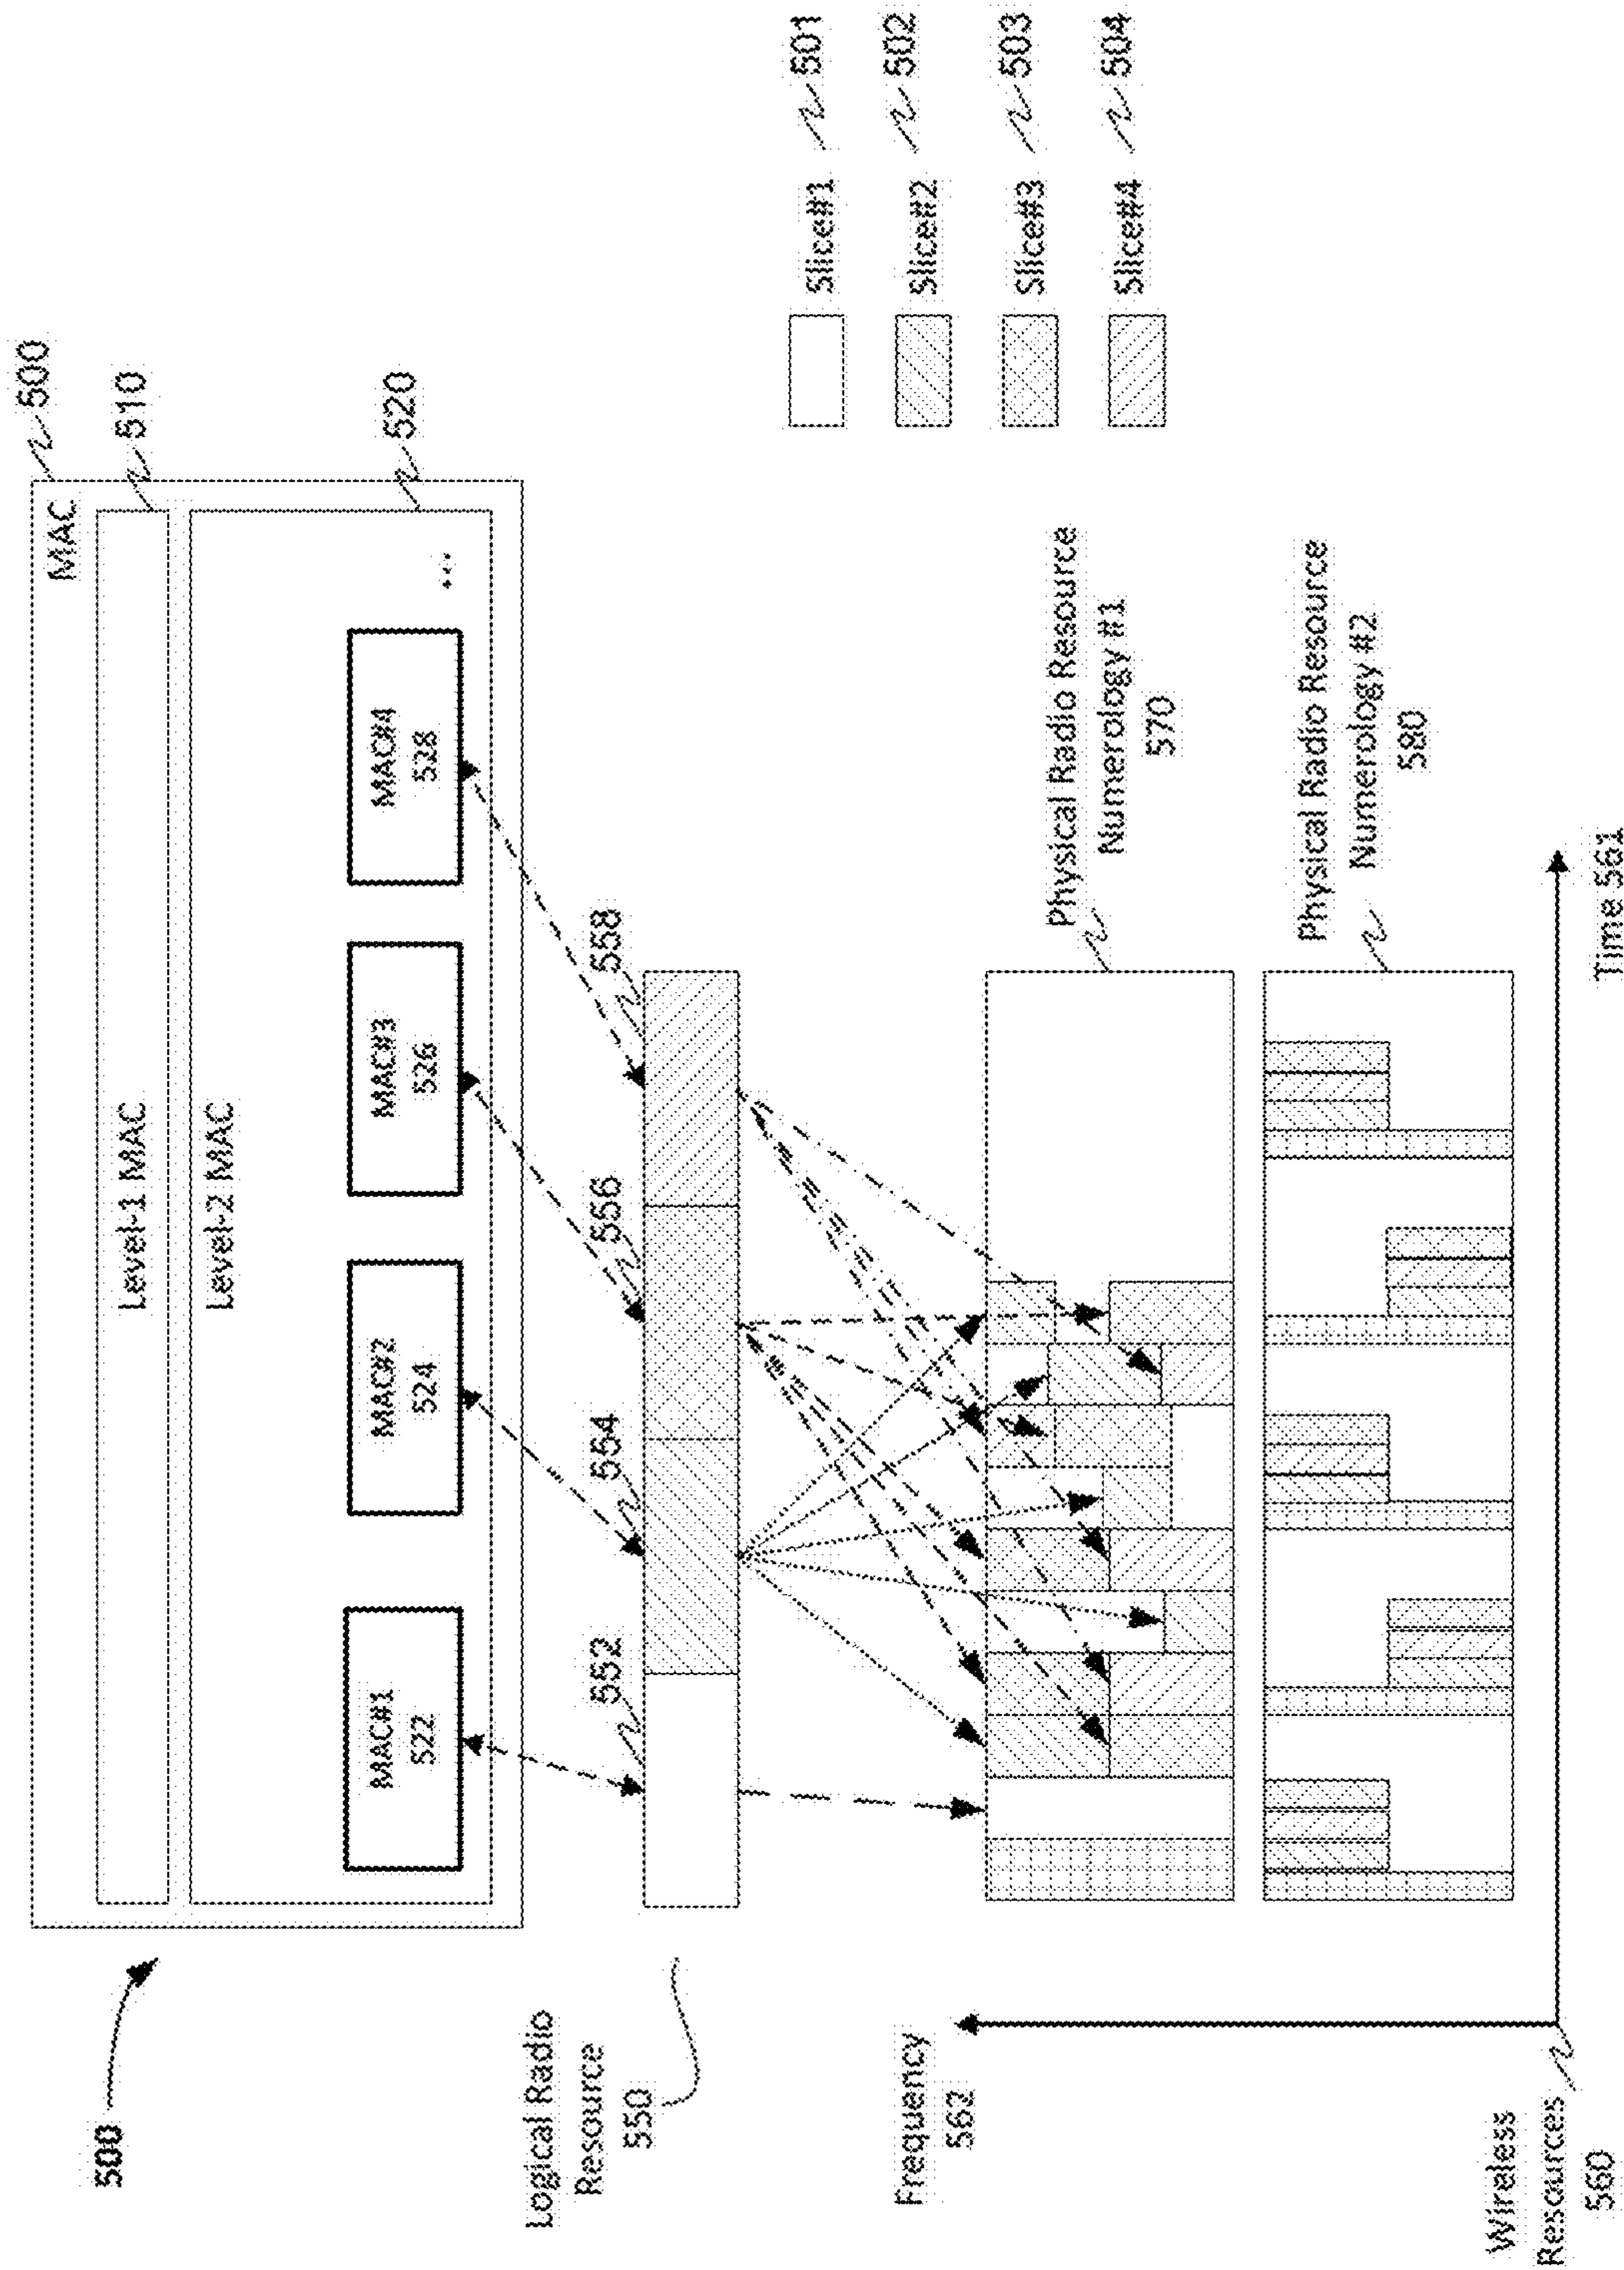 500
MAC
500
Level-1 MAC
510
Level-2 MAC
520
MAC#1
522
MAC#2
524
MAC#3
526
MAC#4
528
...
Logical Radio
Resource
550
552
554
556
558
Slice#1
501
Slice#2
502
Slice#3
503
Slice#4
504
Frequency
562
Physical Radio Resource
Numerology #1
570
Physical Radio Resource
Numerology #2
580
Wireless
Resources
560
Time 561